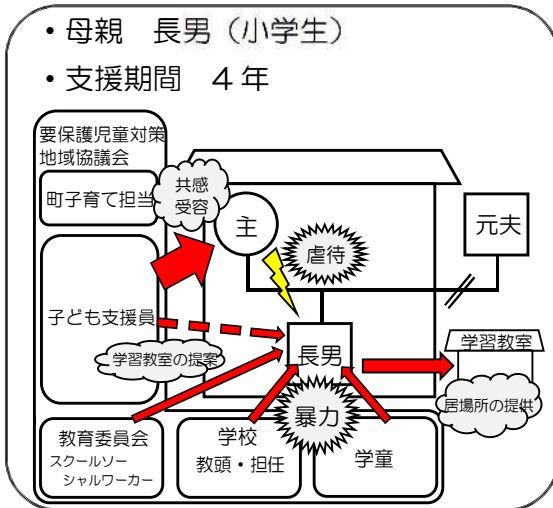 ・母親　長男（小学生）
・支援期間　４年
要保護児童対策
地域協議会
町子育て担当
共感
受容
主
虐待
元夫
子ども支援員
学習教室の提案
長男
学習教室
居場所の提供
暴力
教育委員会
スクールソー
シャルワーカー
学校
教頭・担任
学童